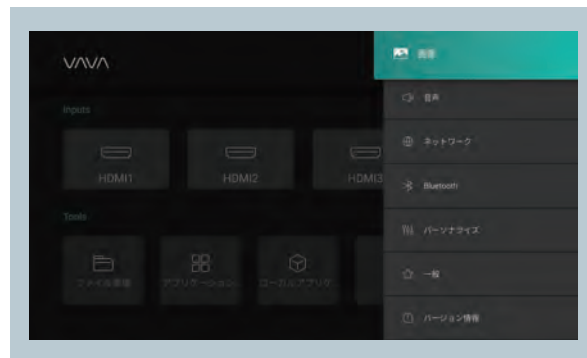 VAVA
Inputs
HDMI1
HDMI2
HDMI3
Tools
ファイル管理
アプリケーション...
ローカルアプリケ...
画像
音声
ネットワーク
Bluetooth
パーソナライズ
一般
バージョン情報